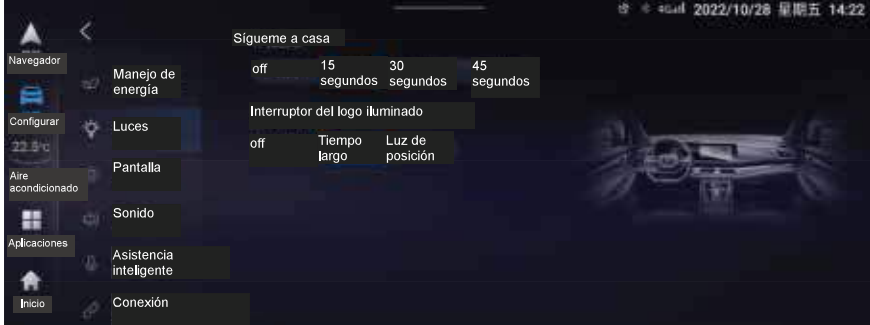 2022/10/28 星期五 14:22
Navegador
Configurar
22.5°c
Aire
acondicionado
Aplicaciones
Inicio
Manejo de
energía
Luces
Pantalla
Sonido
Asistencia
inteligente
Conexión
Sígueme a casa
off
15
segundos
30
segundos
45
segundos
Interruptor del logo iluminado
off
Tiempo
largo
Luz de
posición